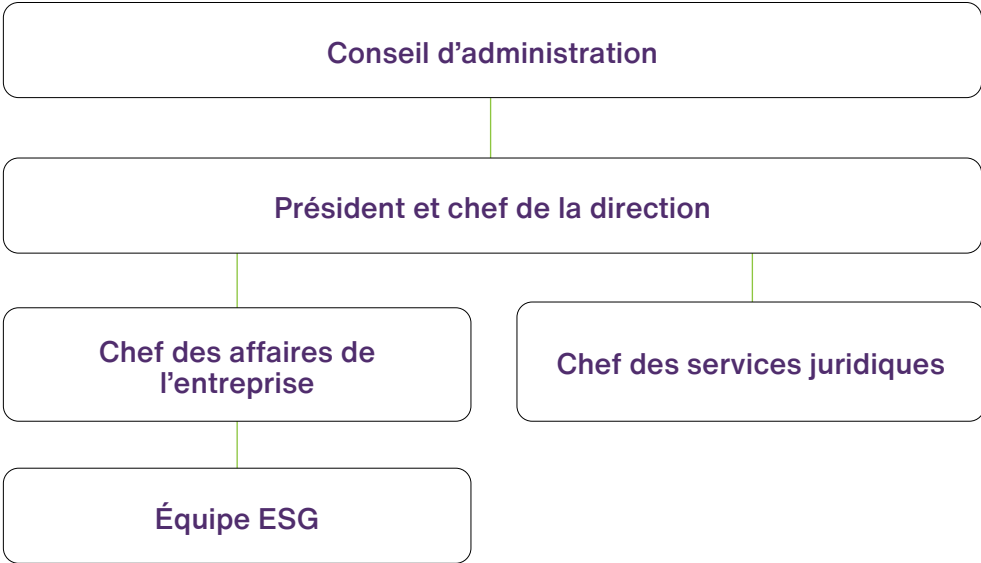 Conseil d’administration
Président et chef de la direction
Chef des affaires de
l’entreprise
Chef des services juridiques
Équipe ESG